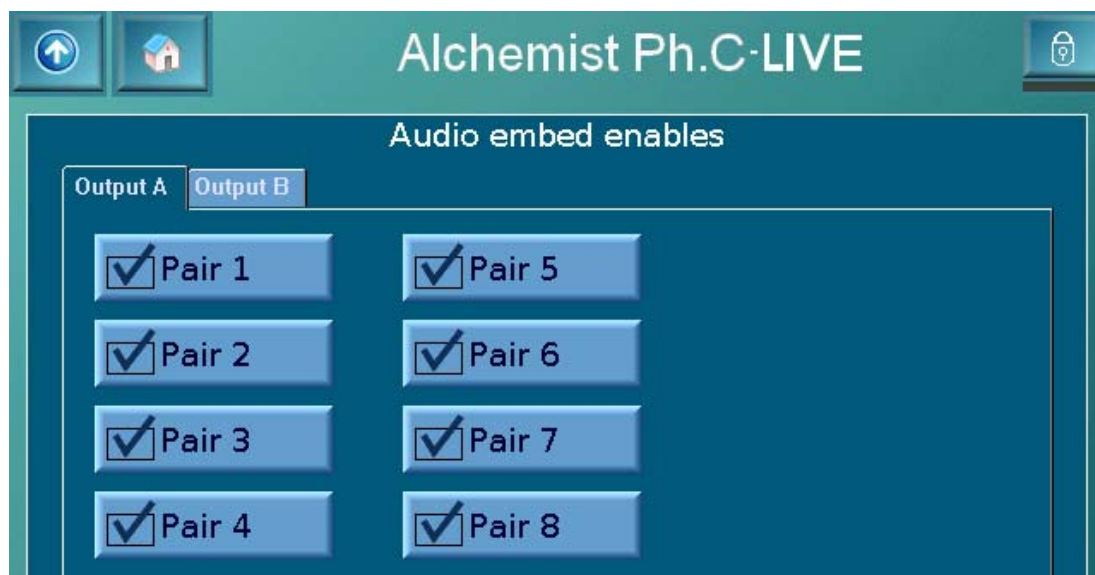 Alchemist Ph.C-LIVE
Audio embed enables
Output A Output B
Pair 1 Pair 5
Pair 2 Pair 6
Pair 3 Pair 7
Pair 4 Pair 8